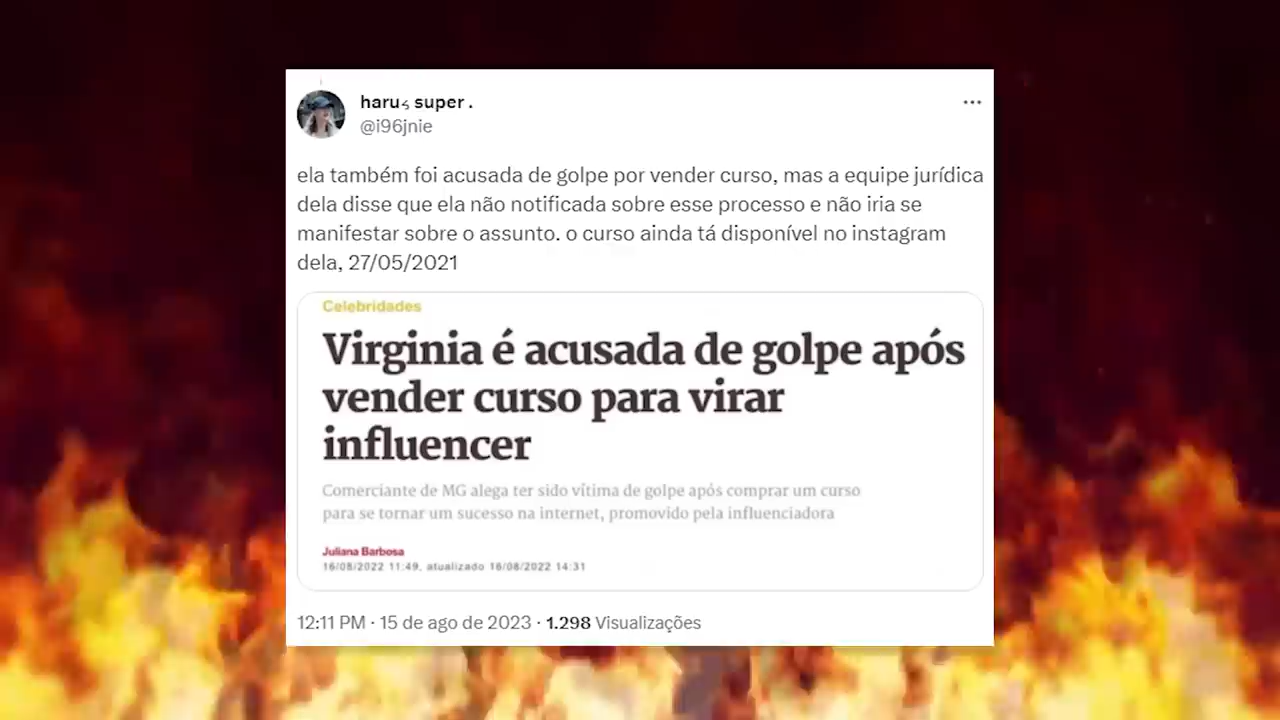 haruς super .
@i96jnie
ela também foi acusada de golpe por vender curso, mas a equipe jurídica
dela disse que ela não notificada sobre esse processo e não iria se
manifestar sobre o assunto. o curso ainda tá disponível no instagram
dela, 27/05/2021
Celebridades
Virginia é acusada de golpe após
vender curso para virar
influencer
Comerciante de MG alega ter sido vítima de golpe após comprar um curso
para se tornar um sucesso na internet, promovido pela influenciadora
Juliana Barbosa
16/08/2022 11:49, atualizado 16/08/2022 14:31
12:11 PM · 15 de ago de 2023 · 1.298 Visualizações